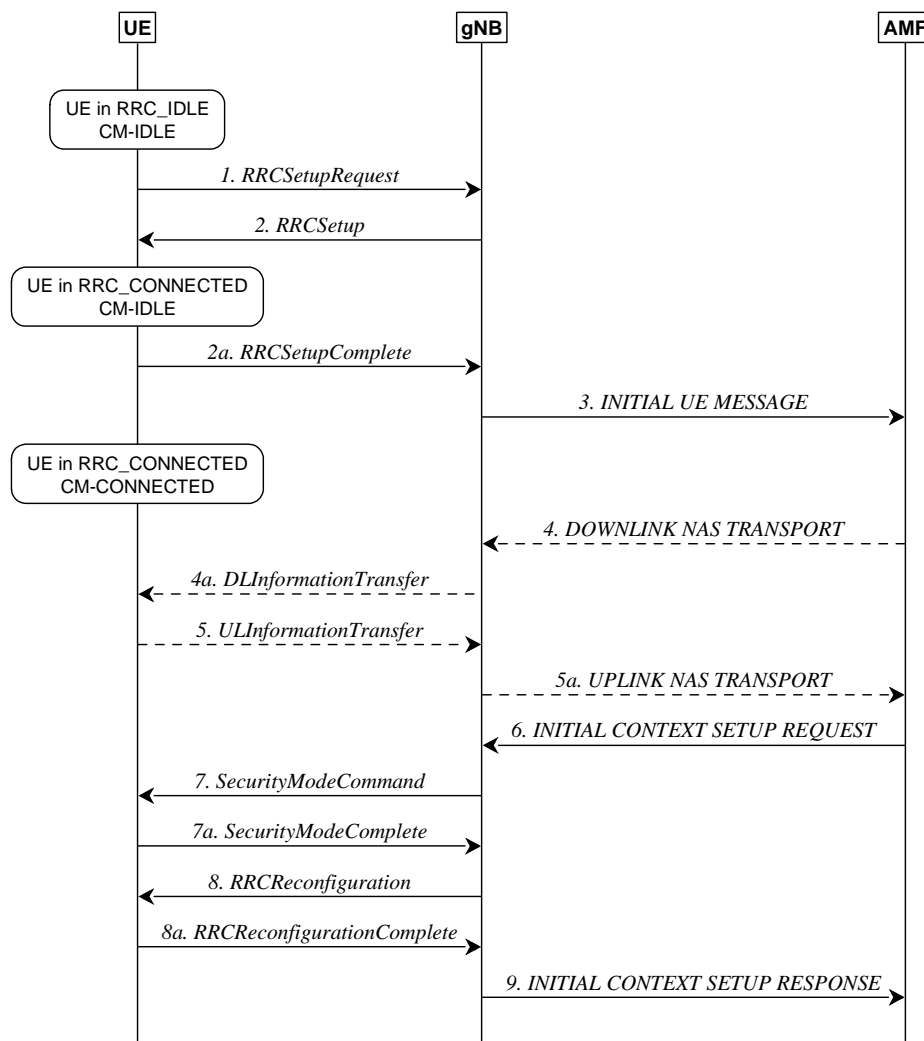 UE
gNB
AMF
UE in RRC_IDLE
CM-IDLE
1. RRCSetupRequest
2. RRCSetup
UE in RRC_CONNECTED
CM-IDLE
2a. RRCSetupComplete
3. INITIAL UE MESSAGE
UE in RRC_CONNECTED
CM-CONNECTED
4. DOWNLINK NAS TRANSPORT
4a. DLInformationTransfer
5. ULInformationTransfer
5a. UPLINK NAS TRANSPORT
6. INITIAL CONTEXT SETUP REQUEST
7. SecurityModeCommand
7a. SecurityModeComplete
8. RRCReconfiguration
8a. RRCReconfigurationComplete
9. INITIAL CONTEXT SETUP RESPONSE